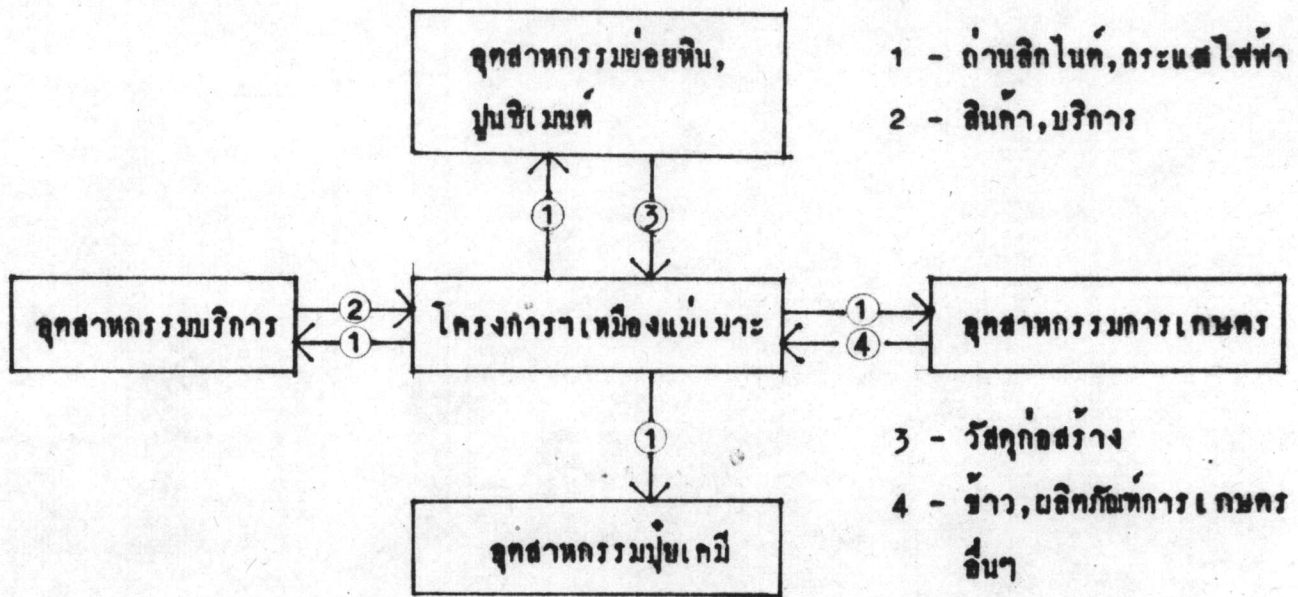 อุตสาหกรรมย่อยหิน,
ปูนซิเมนต์
1 - ถ่านลิกไนต์,กระแสไฟฟ้า
2 - สินค้า,บริการ
1
3
อุตสาหกรรมบริการ
2
1
โครงการฯเหมืองแม่เมาะ
1
4
อุตสาหกรรมการเกษตร
1
3 - วัสดุก่อสร้าง
4 - ข้าว,ผลิตภัณฑ์การเกษตร
อื่นๆ
อุตสาหกรรมปุ๋ยเคมี